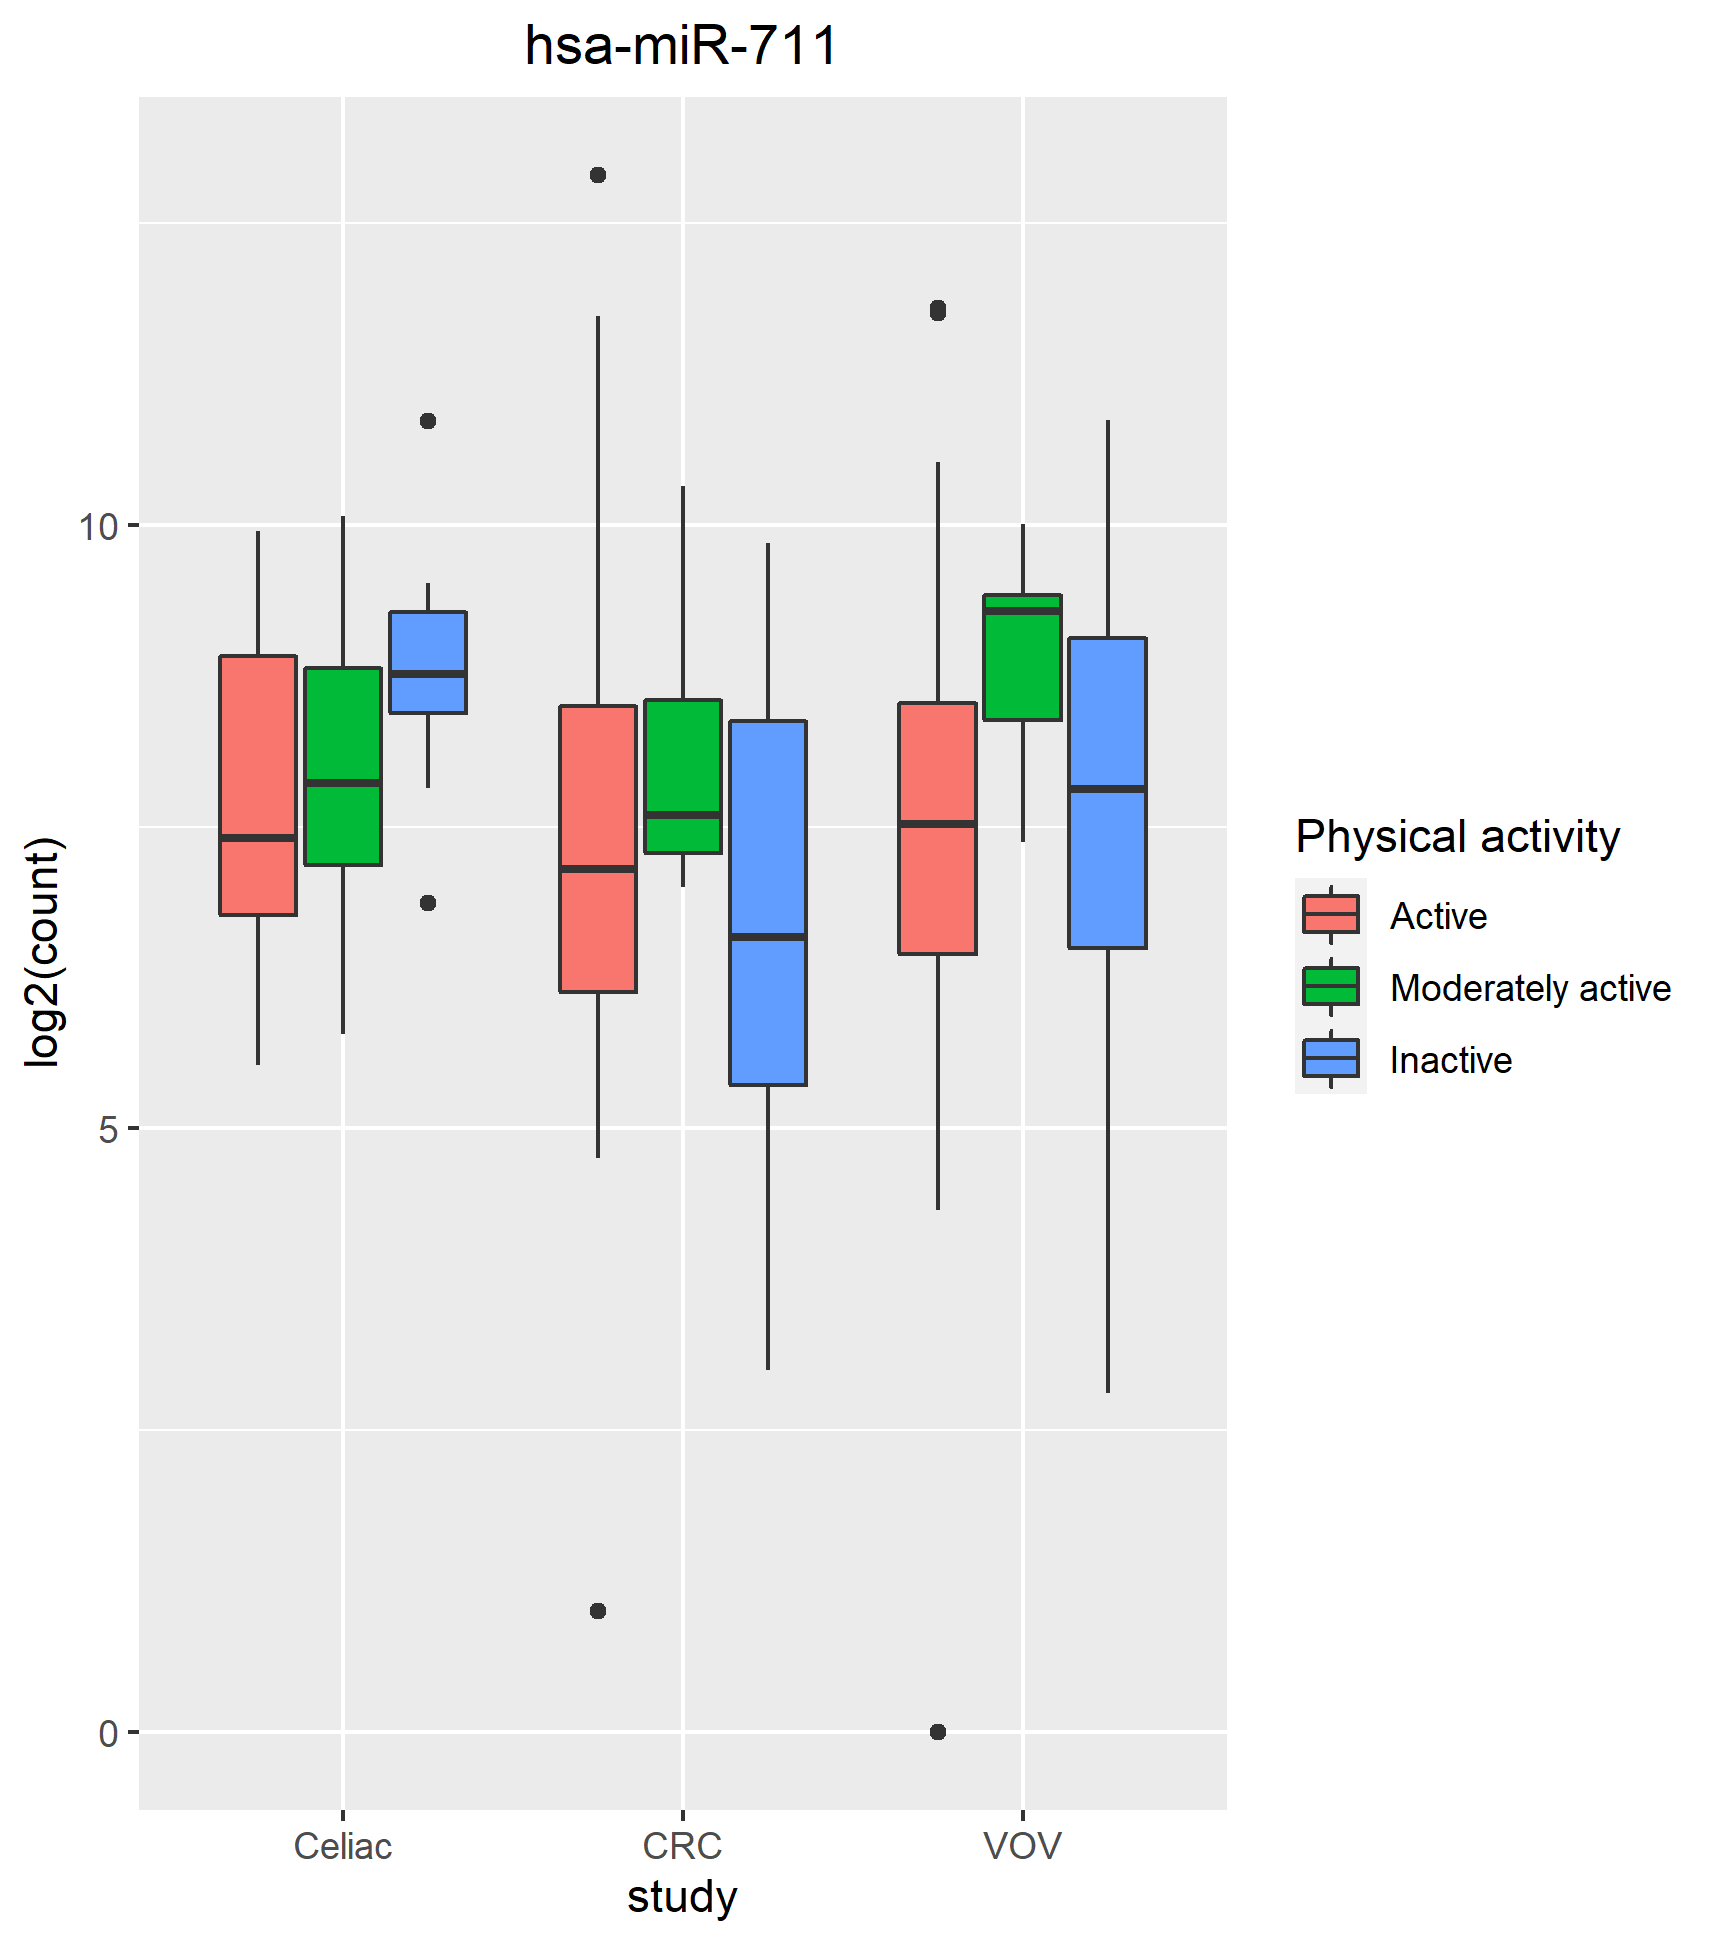 hsa-miR-711
log2(count)
10
5
0
Celiac
CRC
VOV
study
Physical activity
Active
Moderately active
Inactive